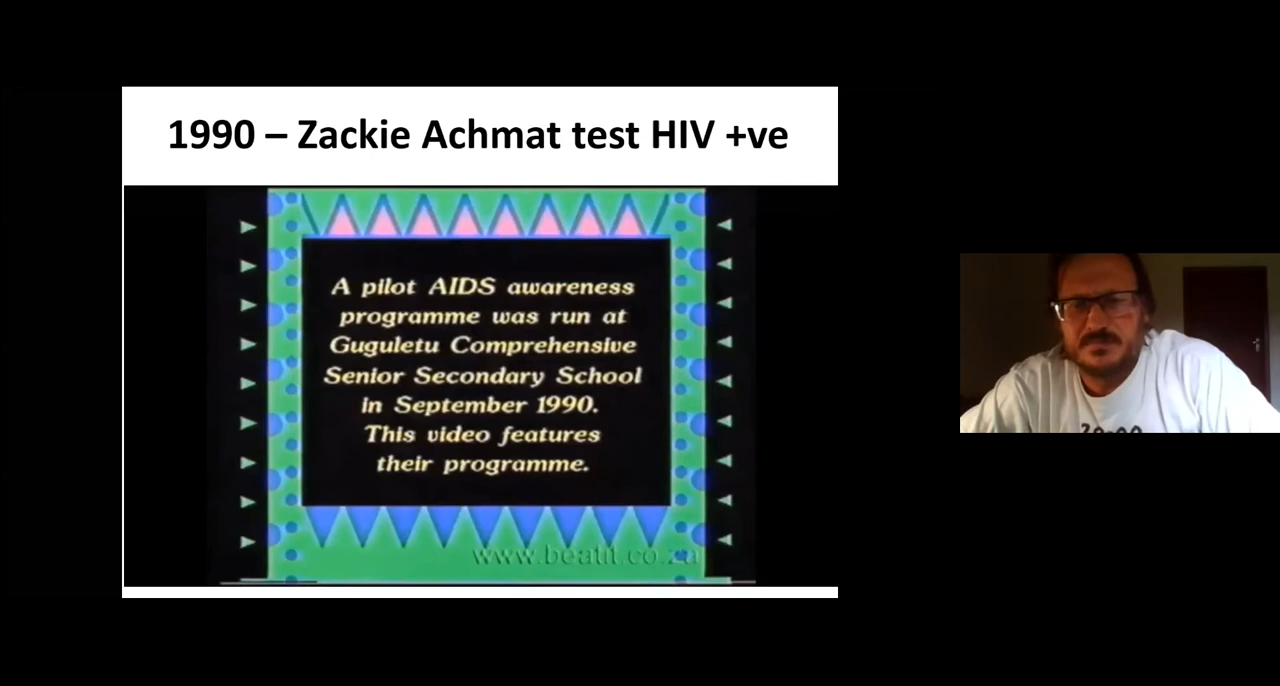 1990 – Zackie Achmat test HIV +ve
A pilot AIDS awareness
programme was run at
Guguletu Comprehensive
Senior Secondary School
in September 1990.
This video features
their programme.
www.beatit.co.za